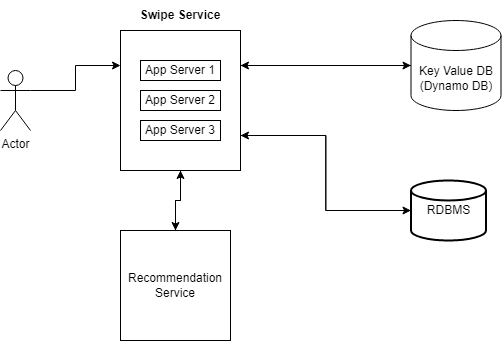 Swipe Service
App Server 1
App Server 2
App Server 3
Key Value DB
(Dynamo DB)
Actor
RDBMS
Recommendation
Service